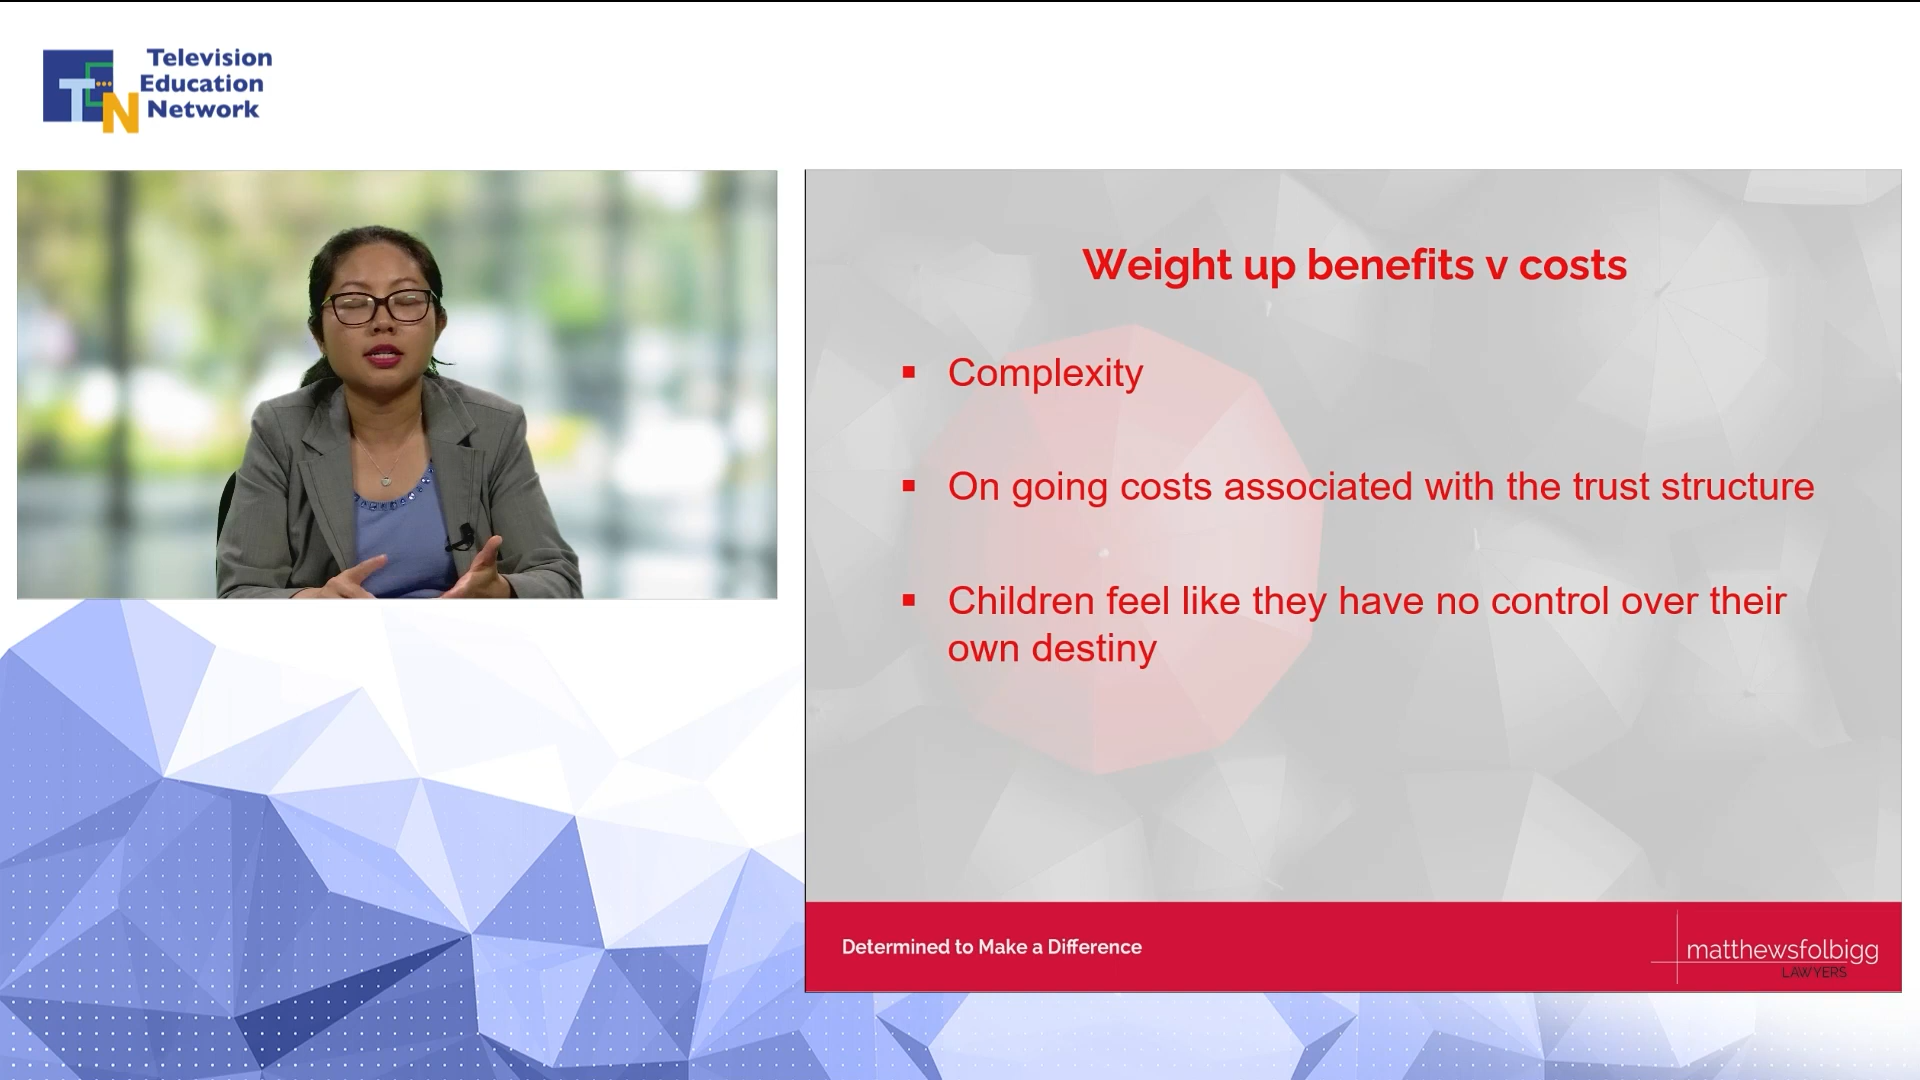 Television
Education
Network
TEN
Weight up benefits v costs
Complexity
On going costs associated with the trust structure
Children feel like they have no control over their
own destiny
Determined to Make a Difference
matthewsfolbigg
LAWYERS